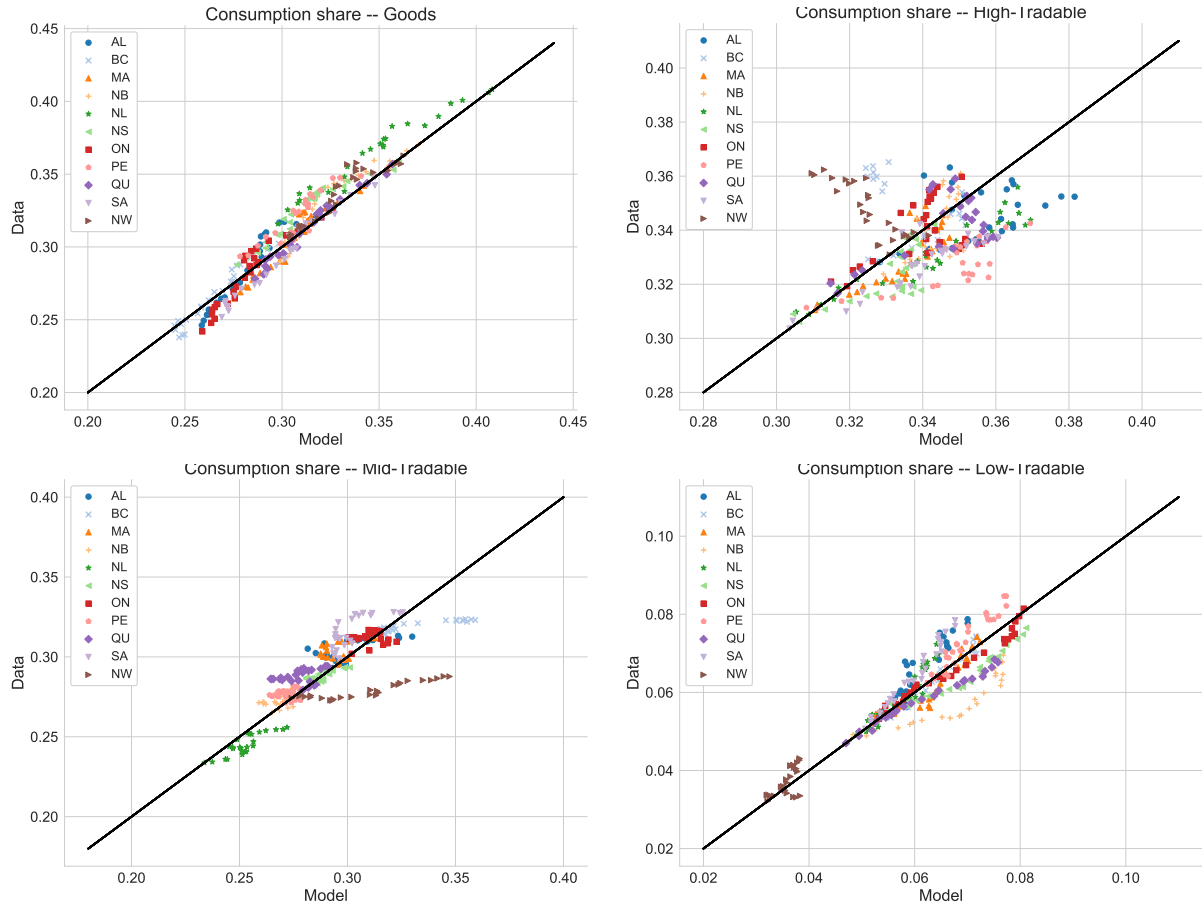 Consumption share -- Goods
0.45
0.40
0.35
0.30
0.25
0.20
Data
AL
BC
MA
NB
NL
NS
ON
PE
QU
SA
NW
0.20 0.25 0.30 0.35 0.40 0.45
Model
Consumption share -- High-Tradable
0.40
0.38
0.36
0.34
0.32
0.30
0.28
Data
AL
BC
MA
NB
NL
NS
ON
PE
QU
SA
NW
0.28 0.30 0.32 0.34 0.36 0.38 0.40
Model
Consumption share -- Mid-Tradable
0.40
0.35
0.30
0.25
0.20
Data
AL
BC
MA
NB
NL
NS
ON
PE
QU
SA
NW
0.20 0.25 0.30 0.35 0.40
Model
Consumption share -- Low-Tradable
0.10
0.08
0.06
0.04
0.02
Data
AL
BC
MA
NB
NL
NS
ON
PE
QU
SA
NW
0.02 0.04 0.06 0.08 0.10
Model